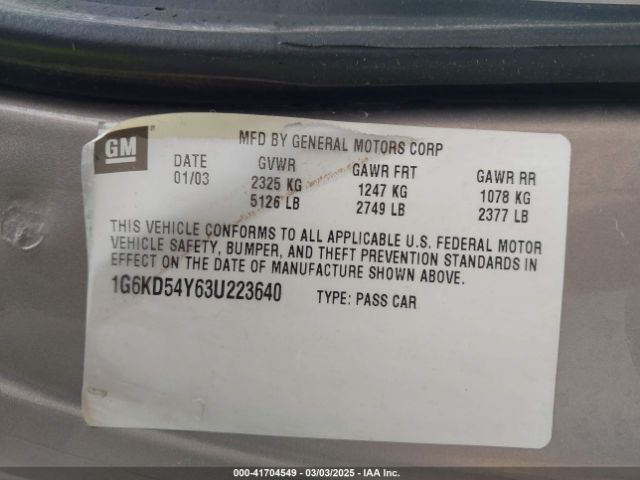 GM
MFD BY GENERAL MOTORS CORP
DATE GVWR GAWR FRT GAWR RR
01/03 2325 KG 1247 KG 1078 KG
5126 LB 2749 LB 2377 LB
THIS VEHICLE CONFORMS TO ALL APPLICABLE U.S. FEDERAL MOTOR
VEHICLE SAFETY, BUMPER, AND THEFT PREVENTION STANDARDS IN
EFFECT ON THE DATE OF MANUFACTURE SHOWN ABOVE.
1G6KD54Y63U223640 TYPE: PASS CAR
000-41704549 - 03/03/2025 - IAA Inc.